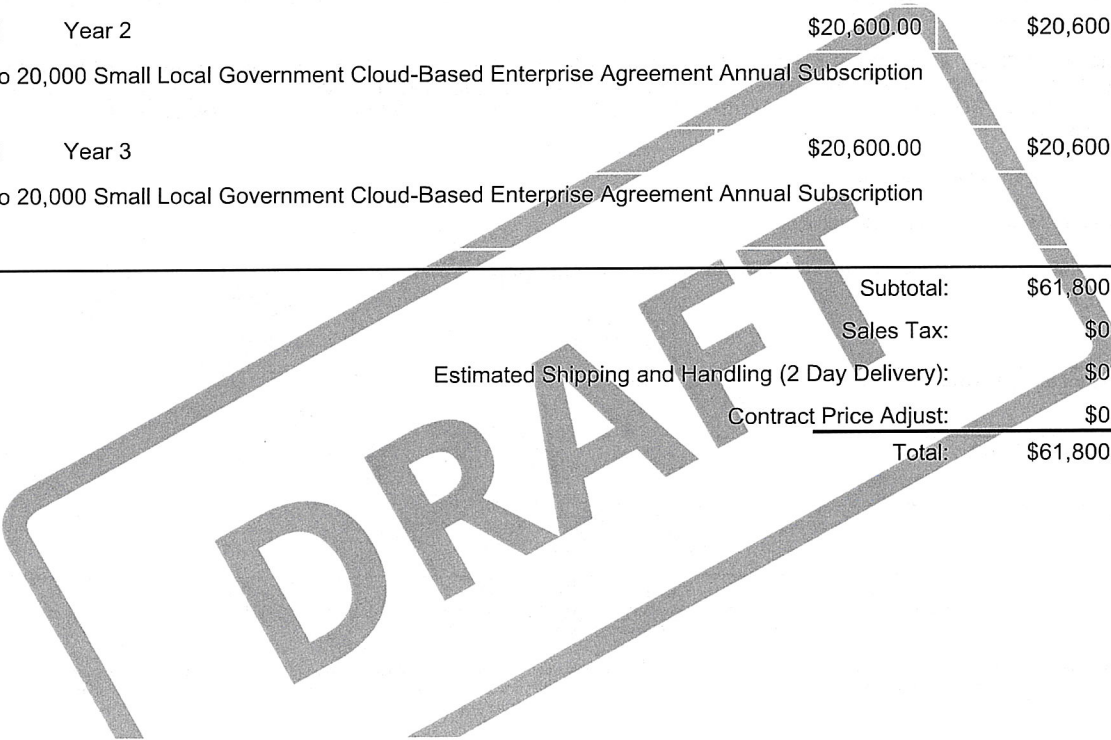 Year 2 $20,600.00 $20,600
o 20,000 Small Local Government Cloud-Based Enterprise Agreement Annual Subscription
Year 3 $20,600.00 $20,600
o 20,000 Small Local Government Cloud-Based Enterprise Agreement Annual Subscription
Subtotal: $61,800
Sales Tax: $0
Estimated Shipping and Handling (2 Day Delivery): $0
Contract Price Adjust: $0
Total: $61,800
DRAFT